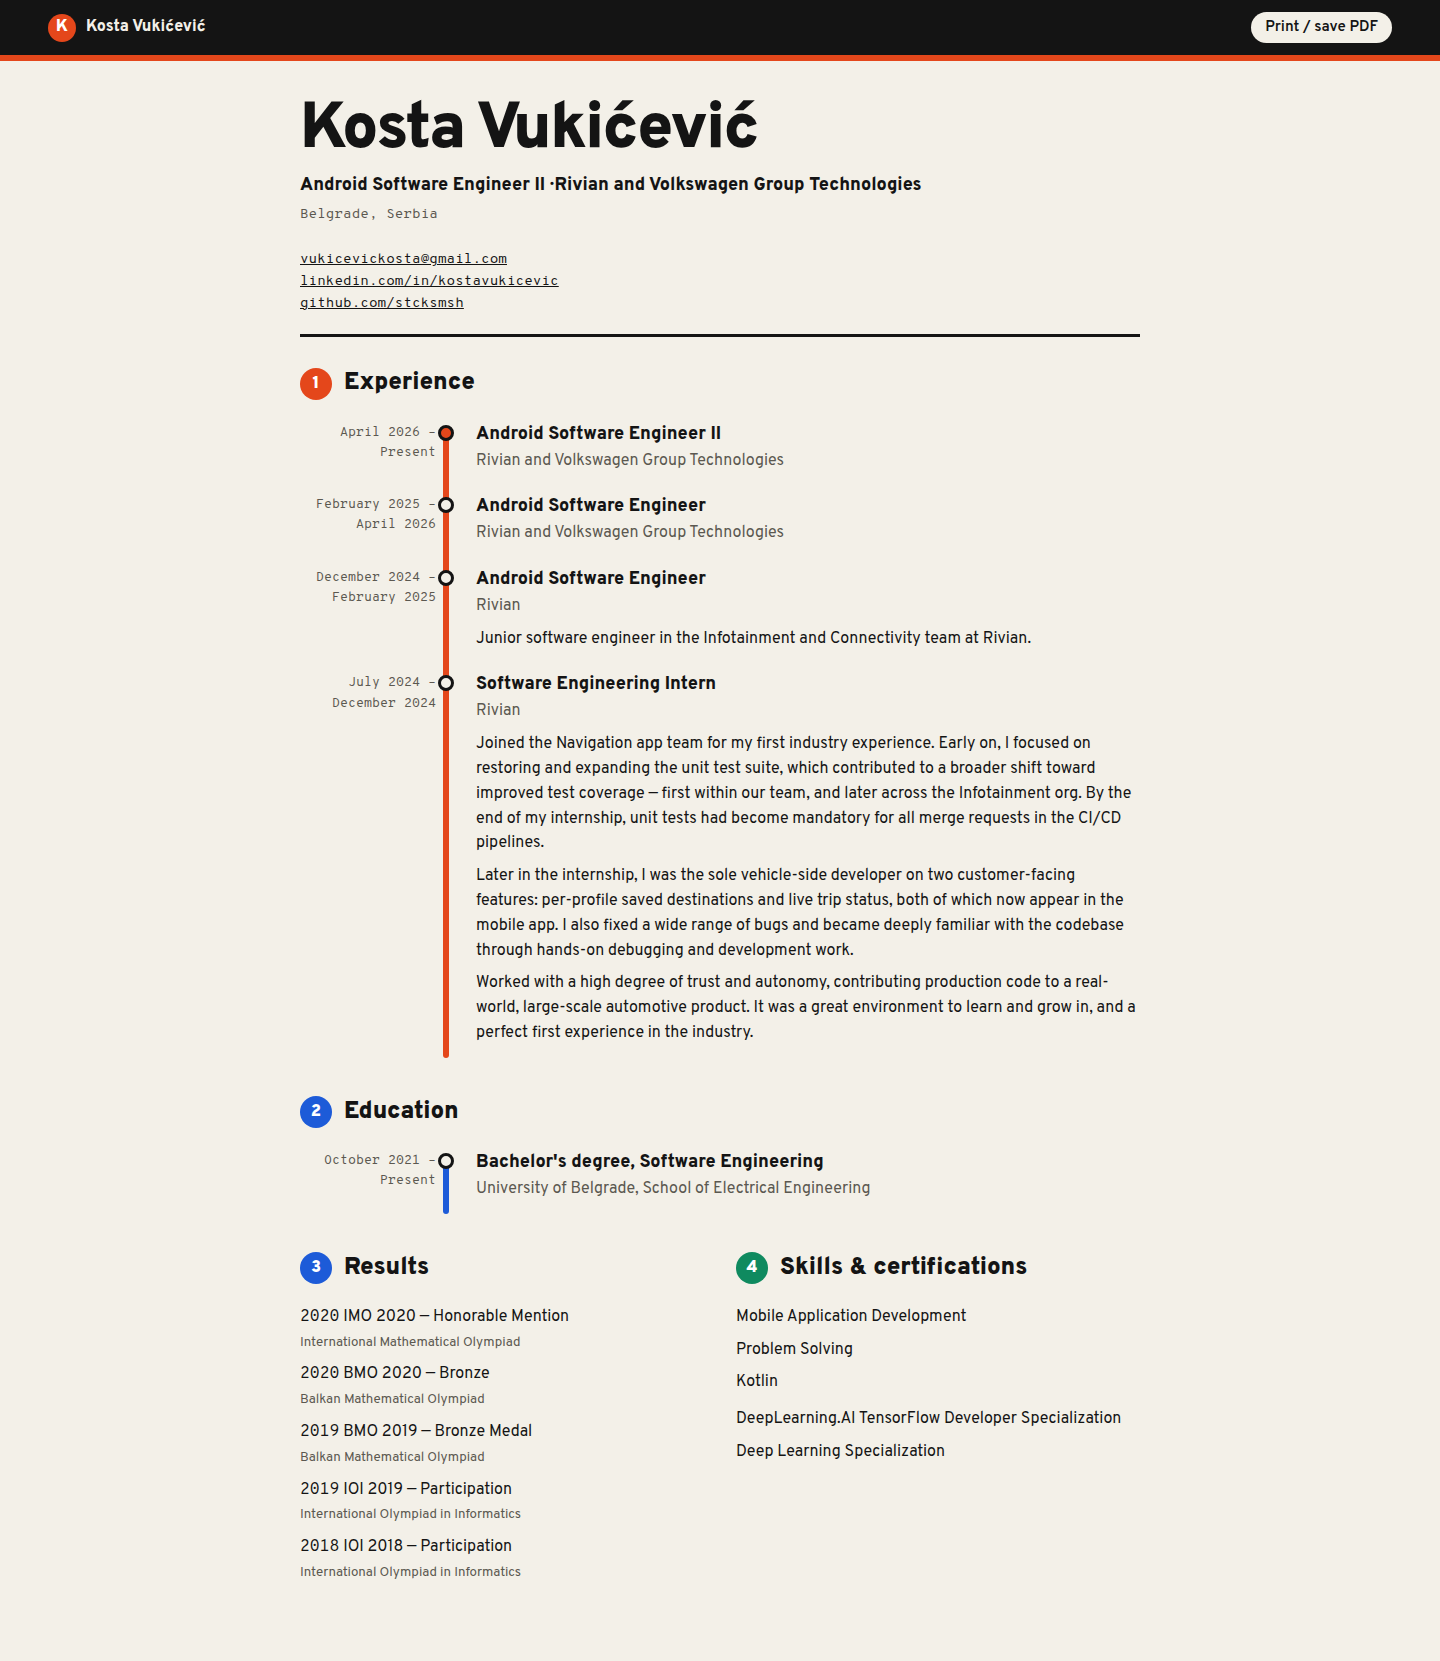 K Kosta Vukićević
Print / save PDF
Kosta Vukićević
Android Software Engineer II ·Rivian and Volkswagen Group Technologies
Belgrade, Serbia
vukicevickosta@gmail.com
linkedin.com/in/kostavukicevic
github.com/stcksmsh
1 Experience
April 2026 –
Present
Android Software Engineer II
Rivian and Volkswagen Group Technologies
February 2025 –
April 2026
Android Software Engineer
Rivian and Volkswagen Group Technologies
December 2024 –
February 2025
Android Software Engineer
Rivian
Junior software engineer in the Infotainment and Connectivity team at Rivian.
July 2024 –
December 2024
Software Engineering Intern
Rivian
Joined the Navigation app team for my first industry experience. Early on, I focused on
restoring and expanding the unit test suite, which contributed to a broader shift toward
improved test coverage — first within our team, and later across the Infotainment org. By the
end of my internship, unit tests had become mandatory for all merge requests in the CI/CD
pipelines.
Later in the internship, I was the sole vehicle-side developer on two customer-facing
features: per-profile saved destinations and live trip status, both of which now appear in the
mobile app. I also fixed a wide range of bugs and became deeply familiar with the codebase
through hands-on debugging and development work.
Worked with a high degree of trust and autonomy, contributing production code to a real-
world, large-scale automotive product. It was a great environment to learn and grow in, and a
perfect first experience in the industry.
2 Education
October 2021 –
Present
Bachelor's degree, Software Engineering
University of Belgrade, School of Electrical Engineering
3 Results
2020 IMO 2020 — Honorable Mention
International Mathematical Olympiad
2020 BMO 2020 — Bronze
Balkan Mathematical Olympiad
2019 BMO 2019 — Bronze Medal
Balkan Mathematical Olympiad
2019 IOI 2019 — Participation
International Olympiad in Informatics
2018 IOI 2018 — Participation
International Olympiad in Informatics
4 Skills & certifications
Mobile Application Development
Problem Solving
Kotlin
DeepLearning.AI TensorFlow Developer Specialization
Deep Learning Specialization